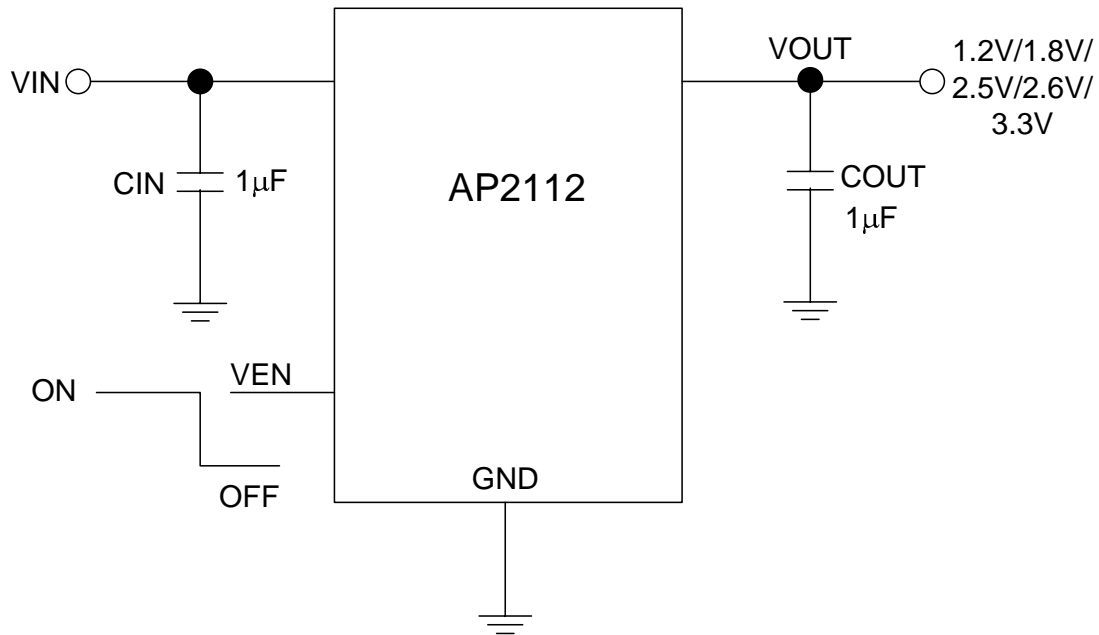 VIN
CIN
1μF
ON
VEN
OFF
AP2112
GND
VOUT
1.2V/1.8V/
2.5V/2.6V/
3.3V
COUT
1μF